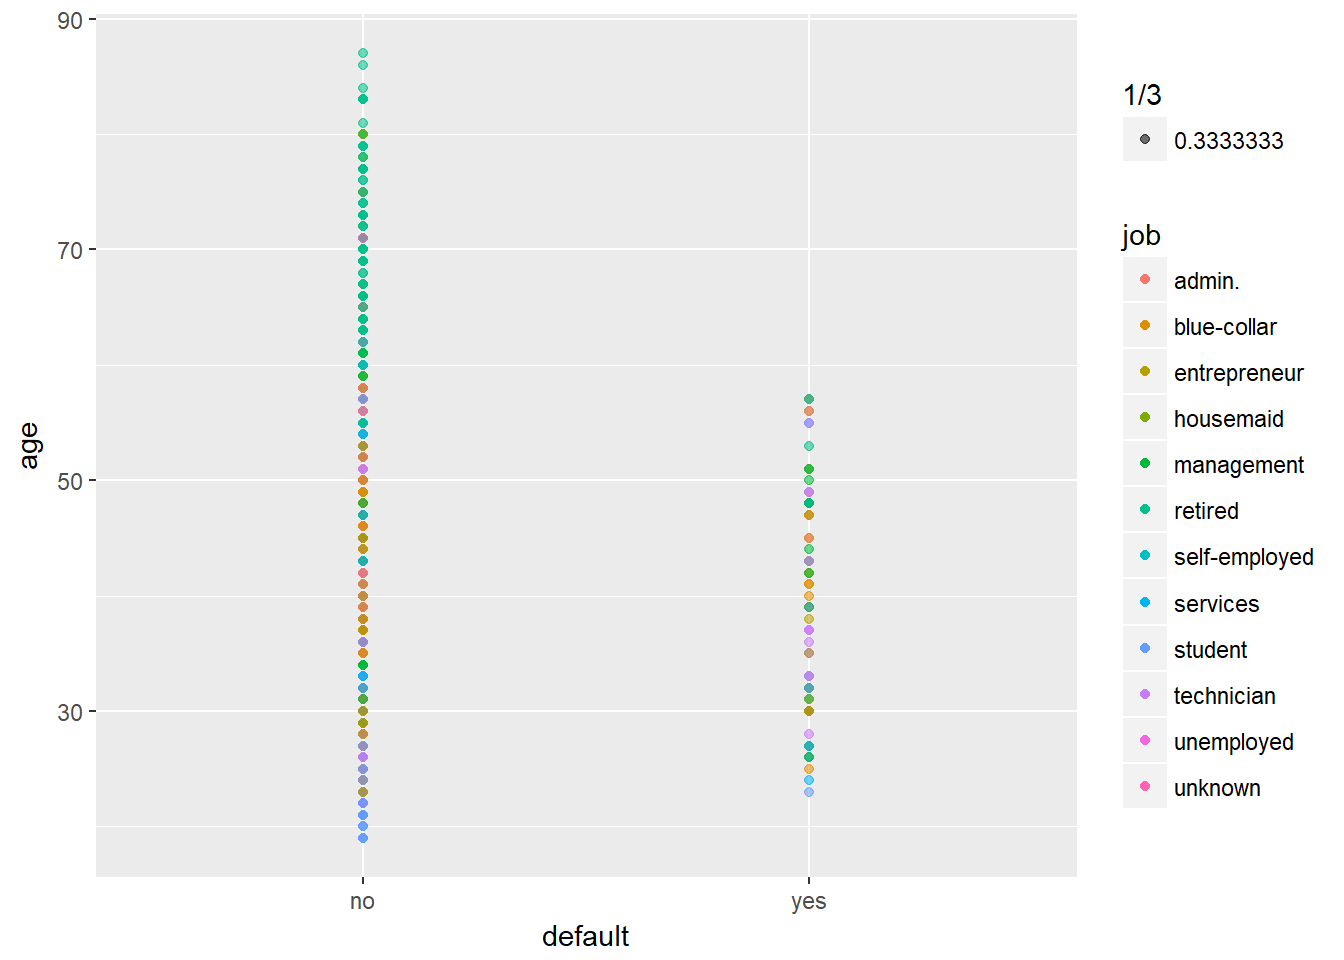 90
70
50
30
age
no
yes
default
1/3
0.3333333
job
admin.
blue-collar
entrepreneur
housemaid
management
retired
self-employed
services
student
technician
unemployed
unknown